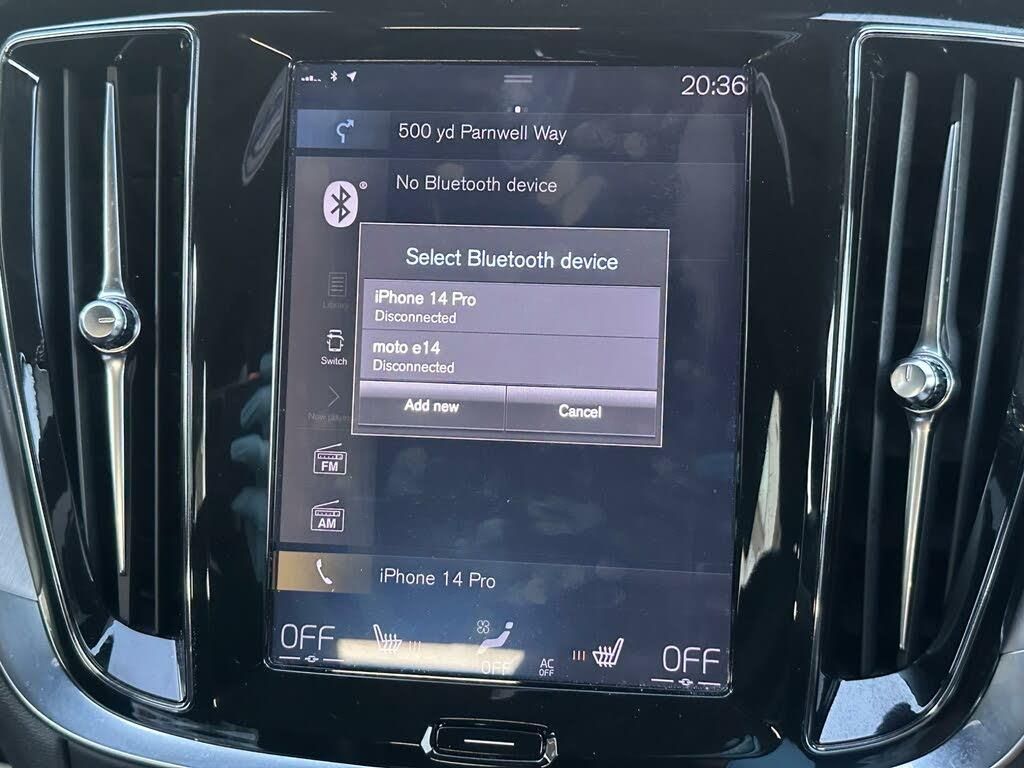 20:36
500 yd Parnwell Way
No Bluetooth device
Select Bluetooth device
iPhone 14 Pro
Disconnected
moto e14
Disconnected
Add new
Cancel
Library
Switch
FM
AM
iPhone 14 Pro
OFF
OFF
AC
OFF
OFF